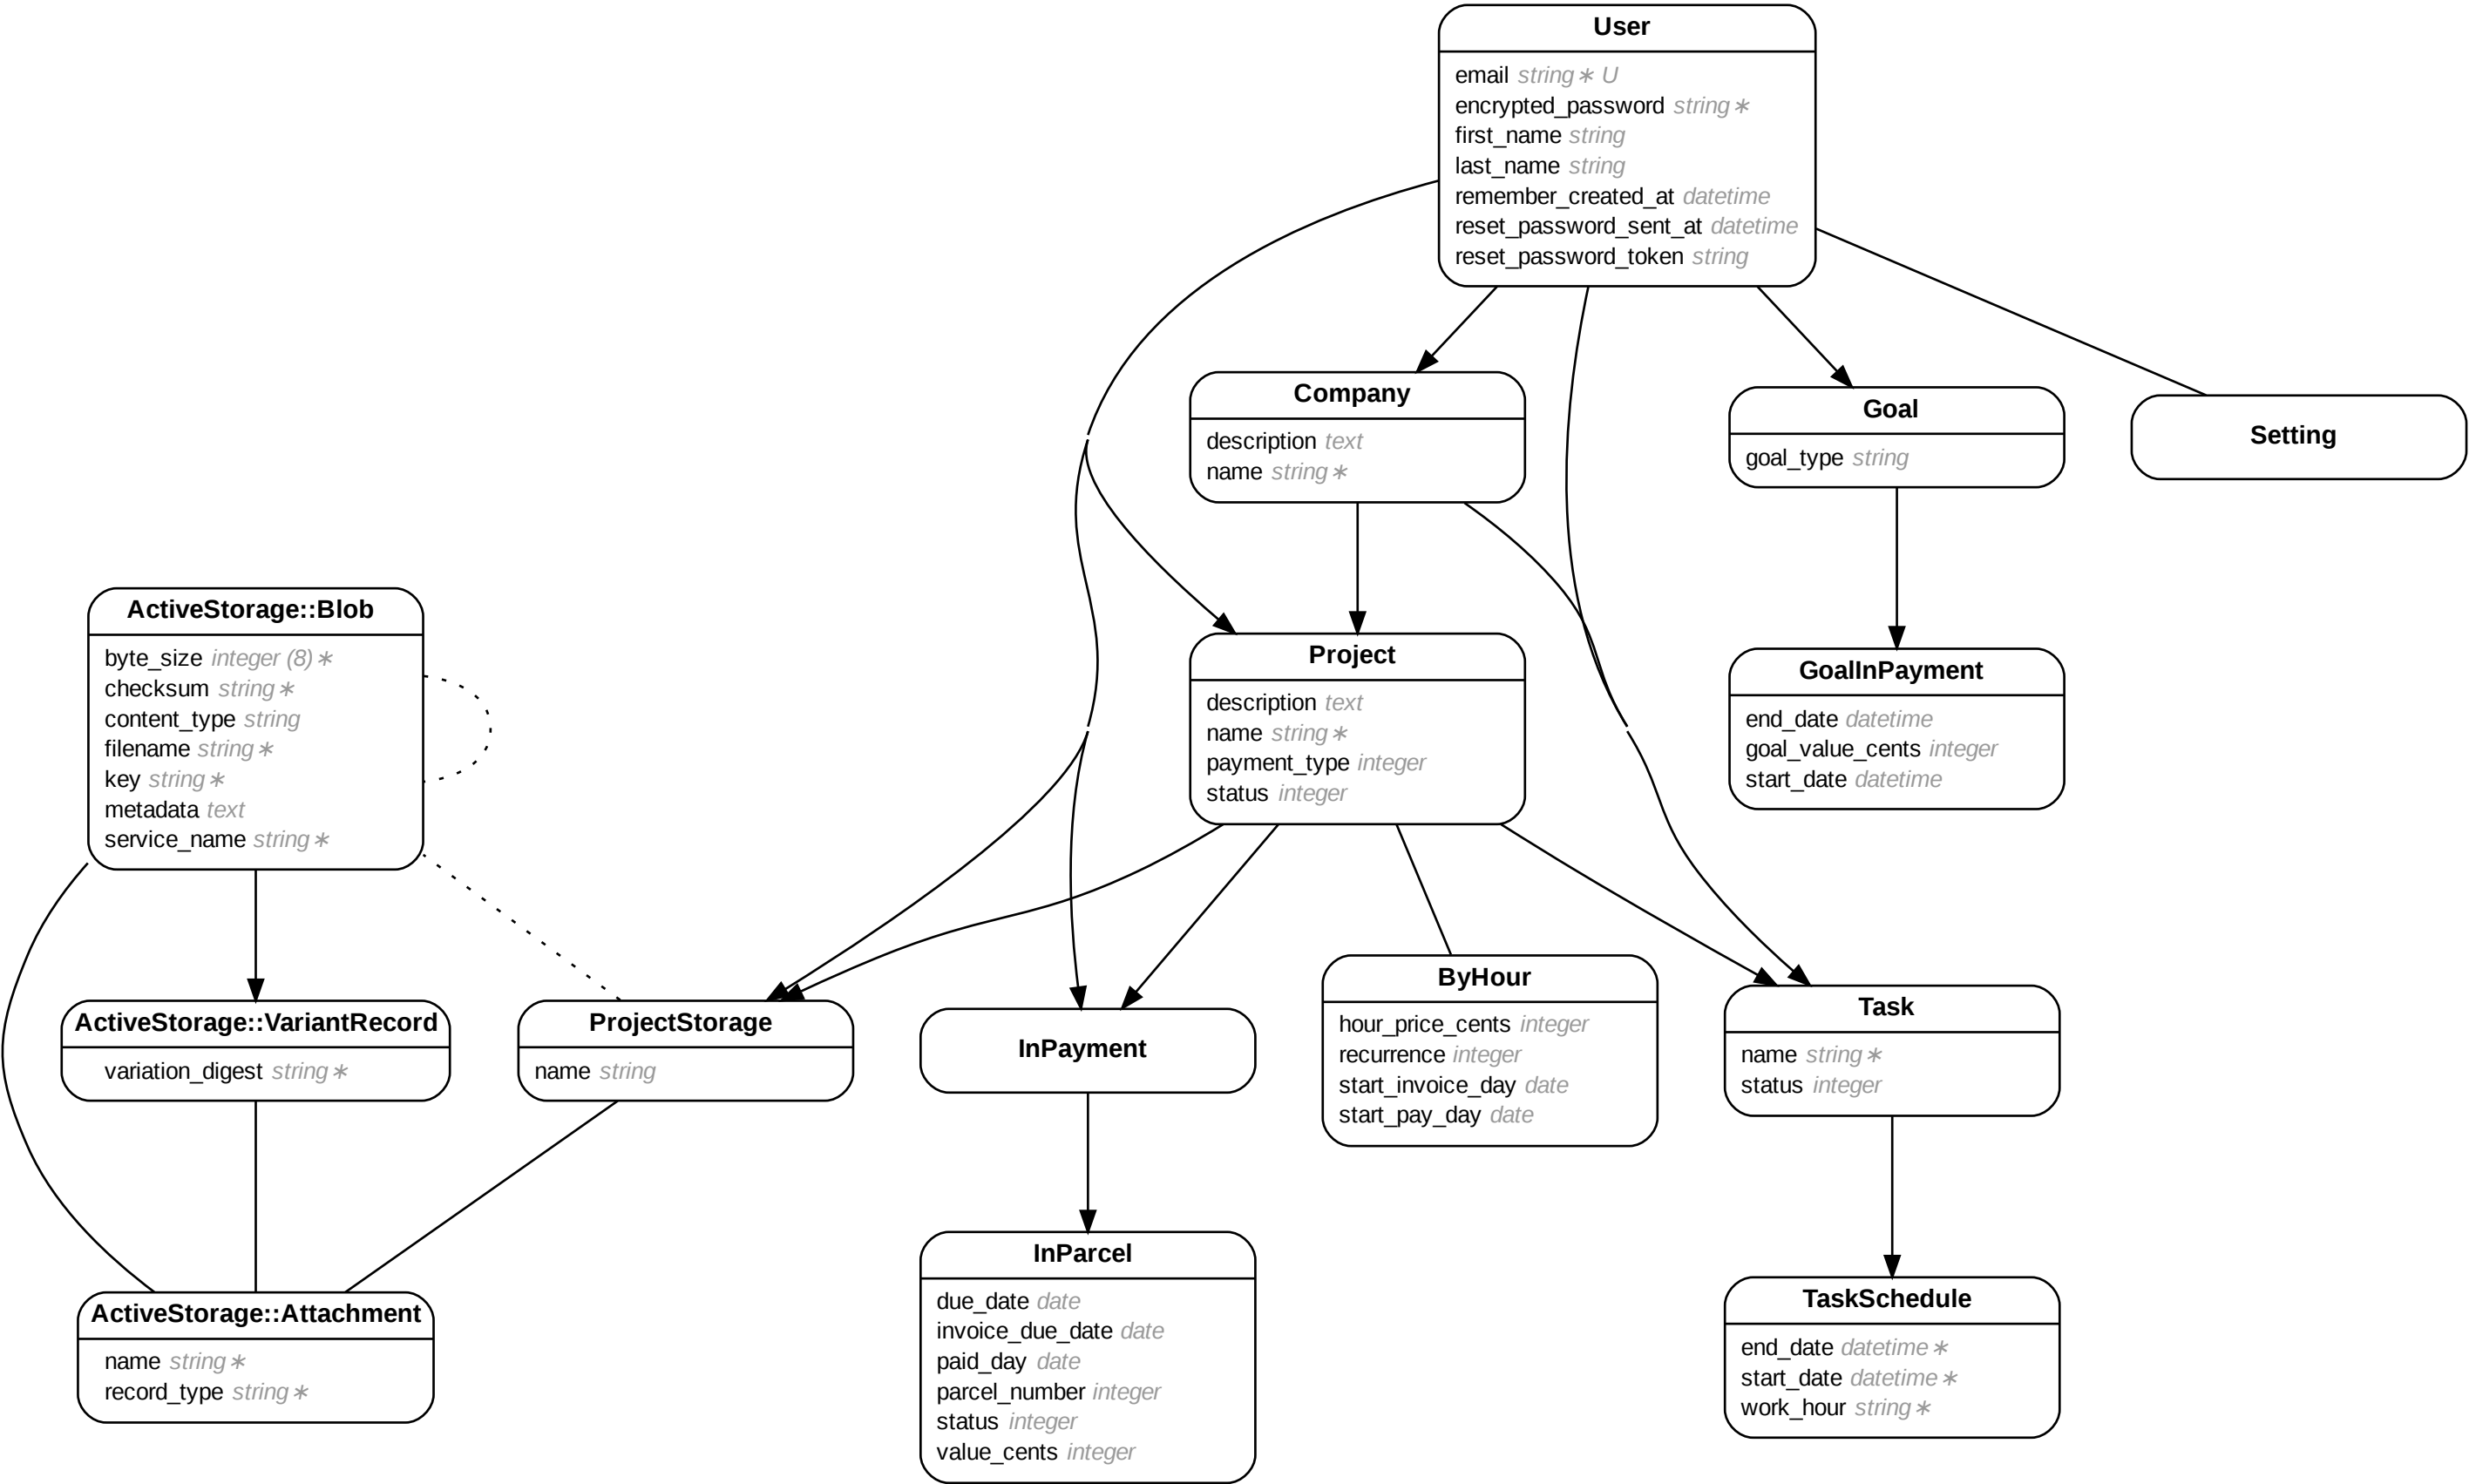 User
email string∗ U
encrypted_password string∗
first_name string
last_name string
remember_created_at datetime
reset_password_sent_at datetime
reset_password_token string
Company
description text
name string∗
Goal
goal_type string
Setting
ActiveStorage::Blob
byte_size integer (8)∗
checksum string∗
content_type string
filename string∗
key string∗
metadata text
service_name string∗
Project
description text
name string∗
payment_type integer
status integer
GoalInPayment
end_date datetime
goal_value_cents integer
start_date datetime
ActiveStorage::VariantRecord
variation_digest string∗
ProjectStorage
name string
InPayment
ByHour
hour_price_cents integer
recurrence integer
start_invoice_day date
start_pay_day date
Task
name string∗
status integer
ActiveStorage::Attachment
name string∗
record_type string∗
InParcel
due_date date
invoice_due_date date
paid_day date
parcel_number integer
status integer
value_cents integer
TaskSchedule
end_date datetime∗
start_date datetime∗
work_hour string∗